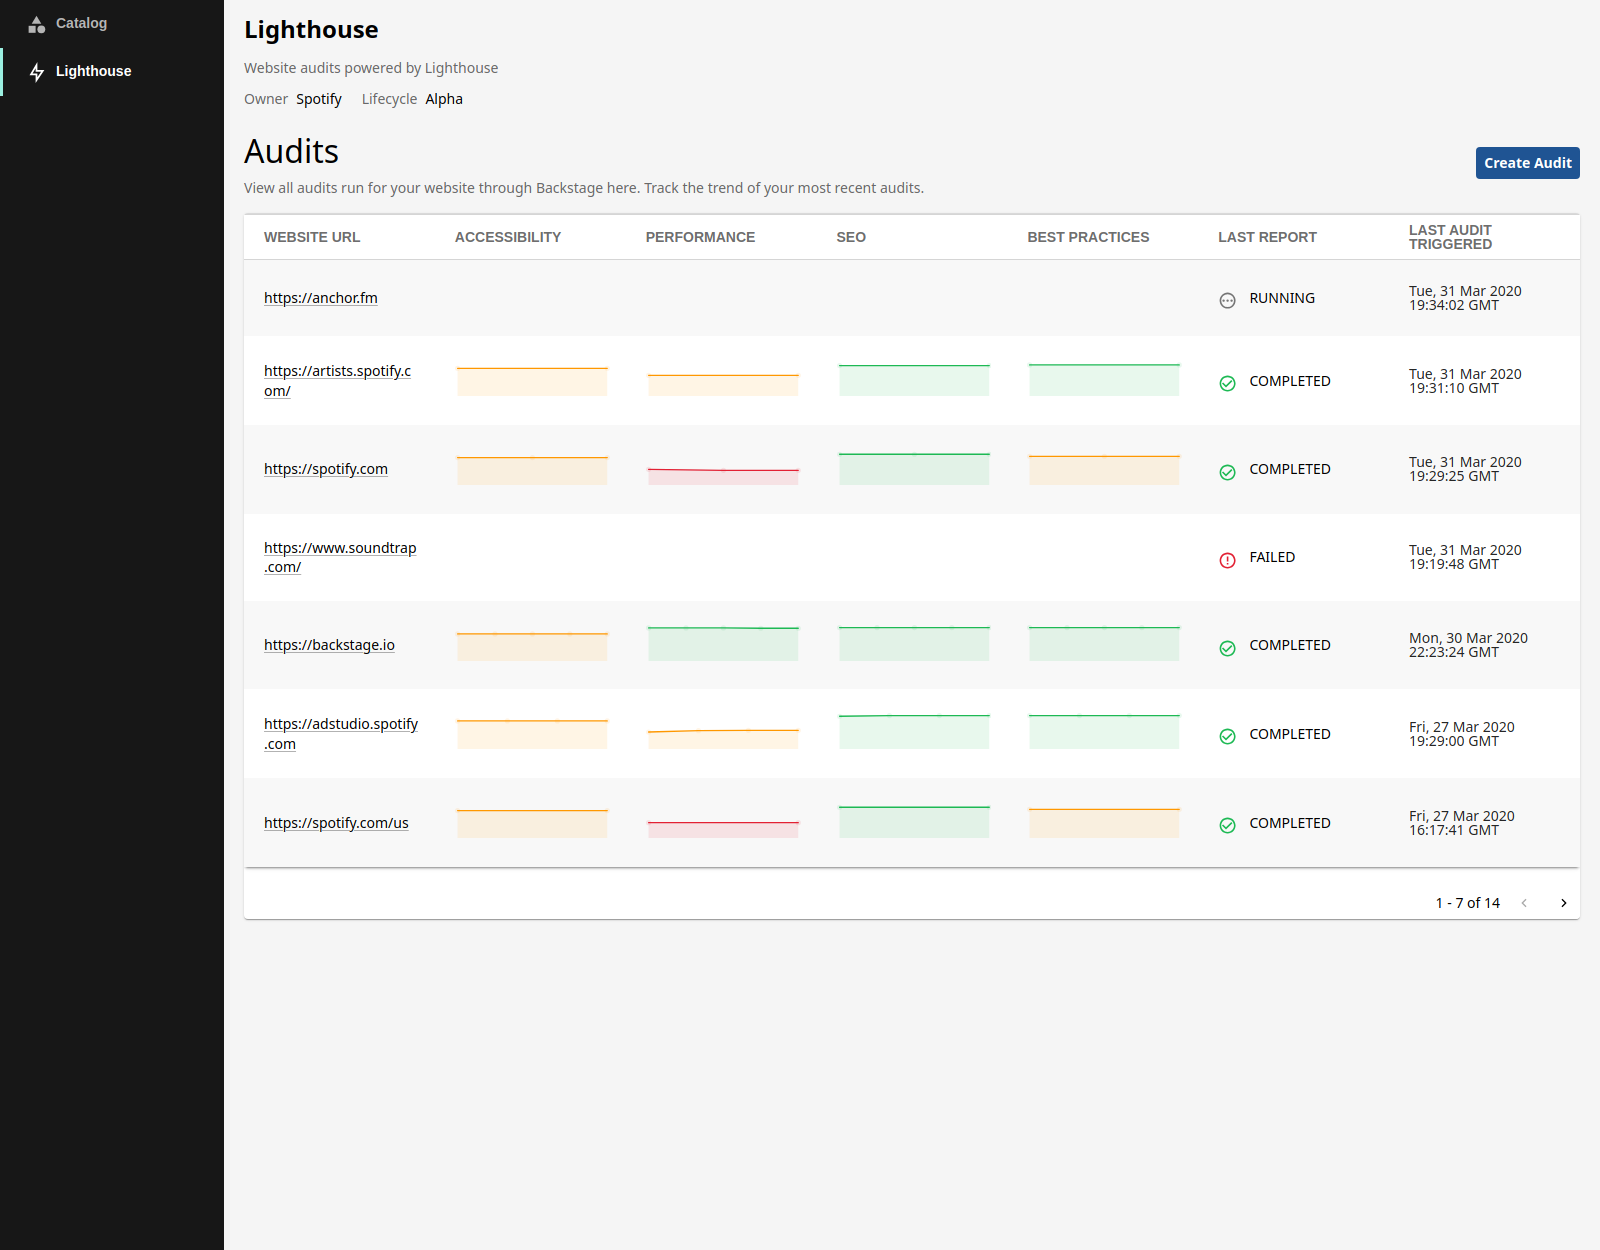 Catalog
Lighthouse
Lighthouse
Website audits powered by Lighthouse
Owner Spotify Lifecycle Alpha
Audits
Create Audit
View all audits run for your website through Backstage here. Track the trend of your most recent audits.
WEBSITE URL ACCESSIBILITY PERFORMANCE SEO BEST PRACTICES LAST REPORT LAST AUDIT
TRIGGERED
https://anchor.fm RUNNING Tue, 31 Mar 2020
19:34:02 GMT
https://artists.spotify.c
om/
COMPLETED Tue, 31 Mar 2020
19:31:10 GMT
https://spotify.com COMPLETED Tue, 31 Mar 2020
19:29:25 GMT
https://www.soundtrap
.com/
FAILED Tue, 31 Mar 2020
19:19:48 GMT
https://backstage.io COMPLETED Mon, 30 Mar 2020
22:23:24 GMT
https://adstudio.spotify
.com
COMPLETED Fri, 27 Mar 2020
19:29:00 GMT
https://spotify.com/us COMPLETED Fri, 27 Mar 2020
16:17:41 GMT
1 - 7 of 14